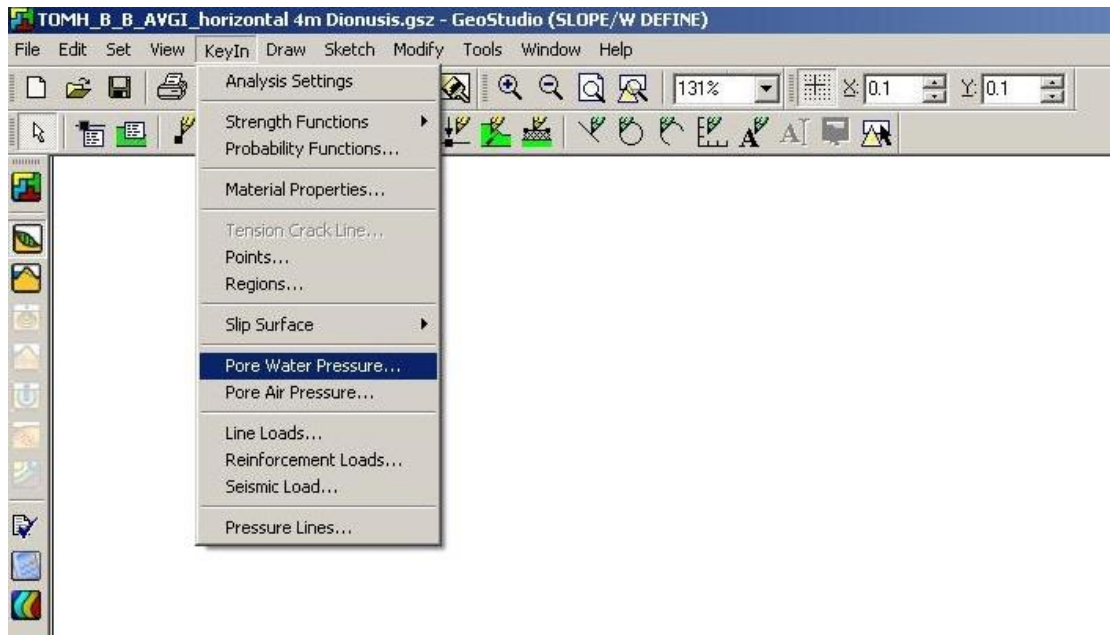 TOMH_B_B_AVGI_horizontal 4m Dionusis.gsz - GeoStudio (SLOPE/W DEFINE)
File Edit Set View KeyIn Draw Sketch Modify Tools Window Help
131% X: 0.1 Y: 0.1
Analysis Settings
Strength Functions
Probability Functions...
Material Properties...
Tension Crack Line...
Points...
Regions...
Slip Surface
Pore Water Pressure...
Pore Air Pressure...
Line Loads...
Reinforcement Loads...
Seismic Load...
Pressure Lines...